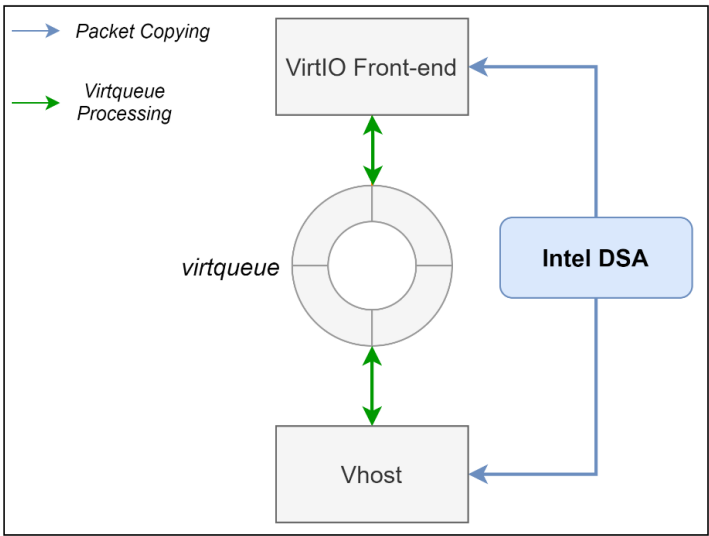 Packet Copying
Virtqueue
Processing
VirtIO Front-end
virtqueue
Intel DSA
Vhost